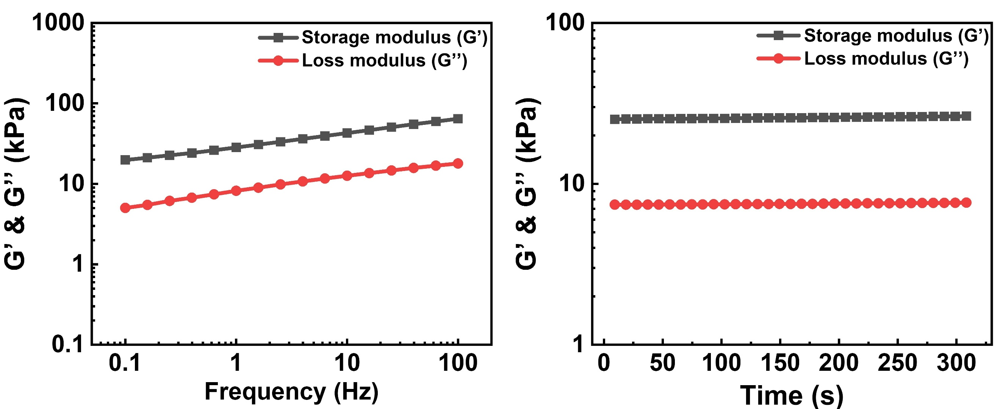 1000
100
10
1
0.1
G’ & G’’ (kPa)
Storage modulus (G’)
Loss modulus (G’’)
0.1 1 10 100
Frequency (Hz)
100
10
1
G’ & G’’ (kPa)
Storage modulus (G’)
Loss modulus (G’’)
0 50 100 150 200 250 300
Time (s)